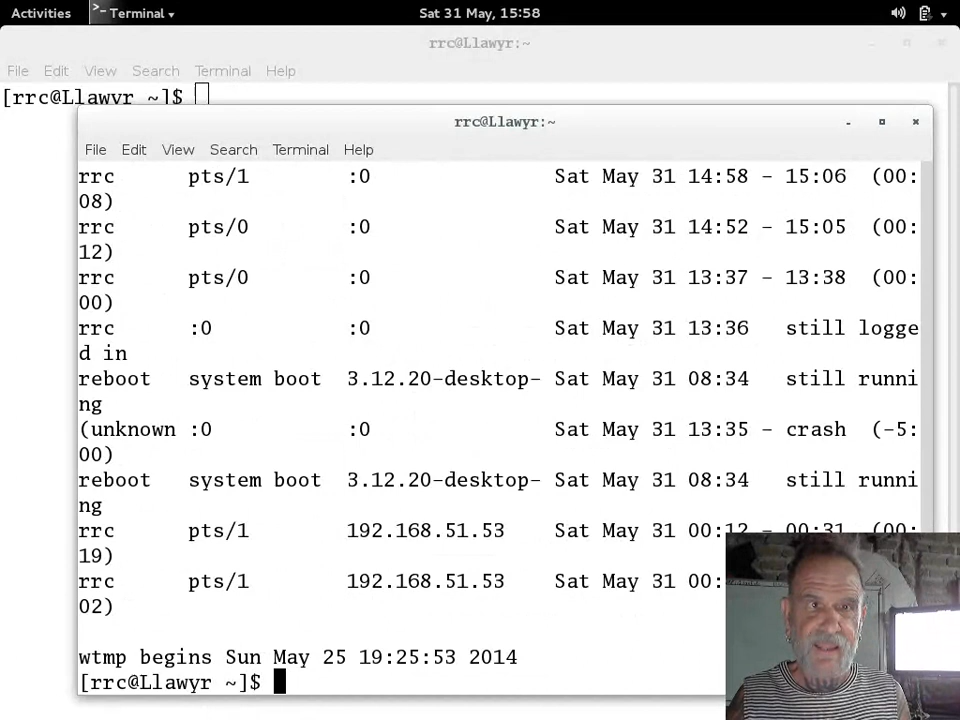 Activities Terminal Sat 31 May, 15:58
rrc@Llawyr:~
File Edit View Search Terminal Help
[rrc@Llawyr ~]$
rrc@Llawyr:~
File Edit View Search Terminal Help
rrc pts/1 :0 Sat May 31 14:58 - 15:06 (00:
08)
rrc pts/0 :0 Sat May 31 14:52 - 15:05 (00:
12)
rrc pts/0 :0 Sat May 31 13:37 - 13:38 (00:
00)
rrc :0 :0 Sat May 31 13:36 still logge
d in
reboot system boot 3.12.20-desktop- Sat May 31 08:34 still runni
ng
(unknown :0 :0 Sat May 31 13:35 - crash (-5:
00)
reboot system boot 3.12.20-desktop- Sat May 31 08:34 still runni
ng
rrc pts/1 192.168.51.53 Sat May 31 00:12 - 00:31 (00:
19)
rrc pts/1 192.168.51.53 Sat May 31 00:
02)
wtmp begins Sun May 25 19:25:53 2014
[rrc@Llawyr ~]$